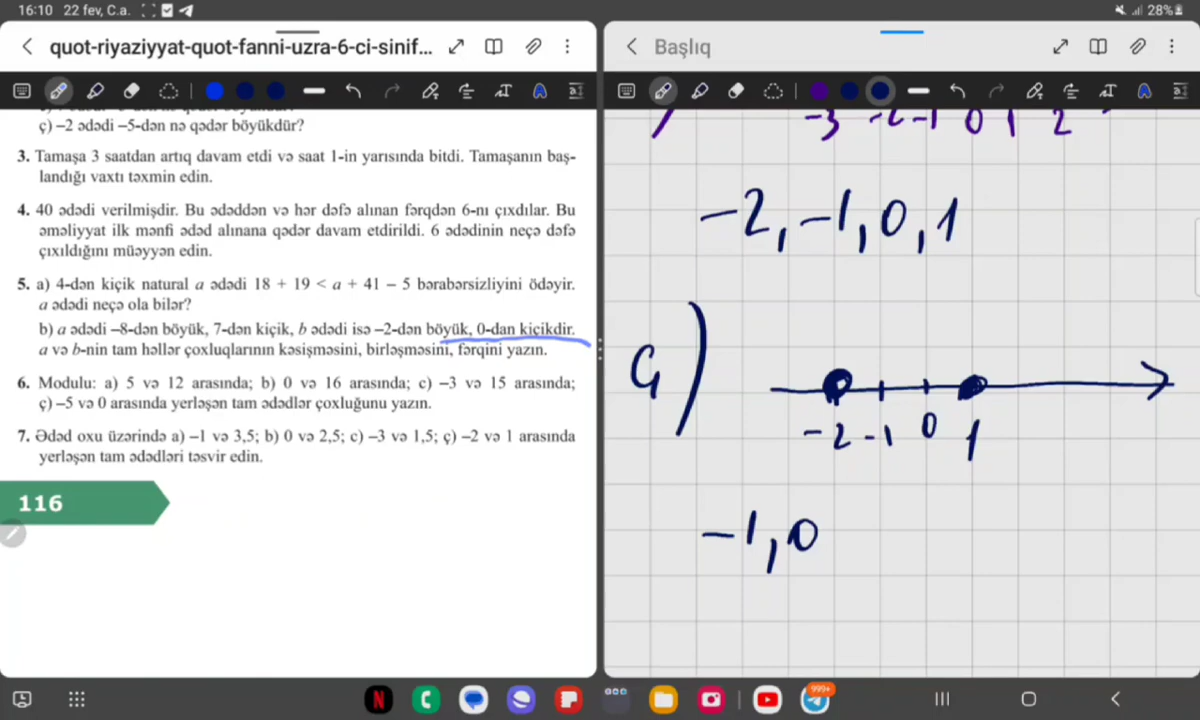 16:10 22 fev, C.a. 28%
quot-riyaziyyat-quot-fanni-uzra-6-ci-sinif...
ç) –2 ədədi –5-dən nə qədər böyükdür?
3. Tamaşa 3 saatdan artıq davam etdi və saat 1-in yarısında bitdi. Tamaşanın baş-
landığı vaxtı təxmin edin.
4. 40 ədədi verilmişdir. Bu ədəddən və hər dəfə alınan fərqdən 6-nı çıxdılar. Bu
əməliyyat ilk mənfi ədəd alınana qədər davam etdirildi. 6 ədədinin neçə dəfə
çıxıldığını müəyyən edin.
5. a) 4-dən kiçik natural a ədədi 18 + 19 < a + 41 – 5 bərabərsizliyini ödəyir.
a ədədi neçə ola bilər?
b) a ədədi –8-dən böyük, 7-dən kiçik, b ədədi isə –2-dən böyük, 0-dan kiçikdir.
a və b-nin tam həllər çoxluqlarının kəsişməsini, birləşməsini, fərqini yazın.
6. Modulu: a) 5 və 12 arasında; b) 0 və 16 arasında; c) –3 və 15 arasında;
ç) –5 və 0 arasında yerləşən tam ədədlər çoxluğunu yazın.
7. Ədəd oxu üzərində a) –1 və 3,5; b) 0 və 2,5; c) –3 və 1,5; ç) –2 və 1 arasında
yerləşən tam ədədləri təsvir edin.
116
Başlıq
-3 -2 -1 0 1 2
-2, -1, 0, 1
ç)
-2 -1 0 1
-1, 0
999+